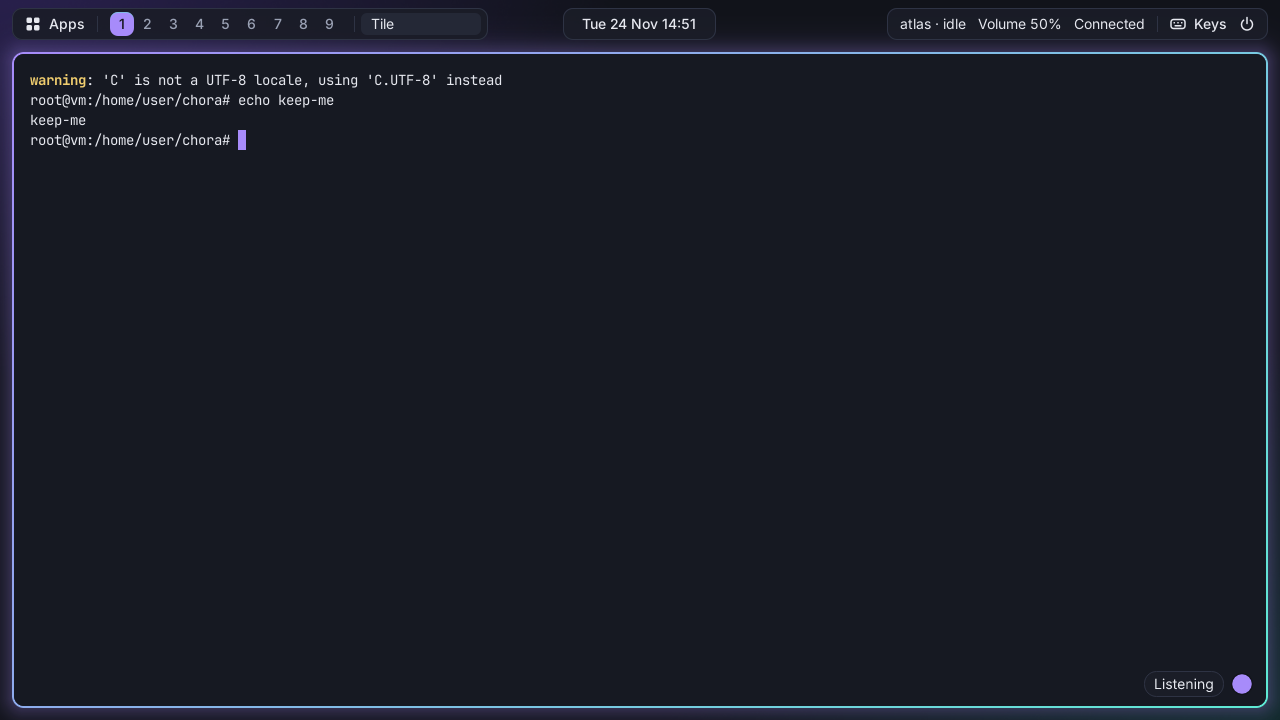 Apps 1 2 3 4 5 6 7 8 9 Tile Tue 24 Nov 14:51 atlas · idle Volume 50% Connected Keys
warning: 'C' is not a UTF-8 locale, using 'C.UTF-8' instead
root@vm:/home/user/chora# echo keep-me
keep-me
root@vm:/home/user/chora#
Listening